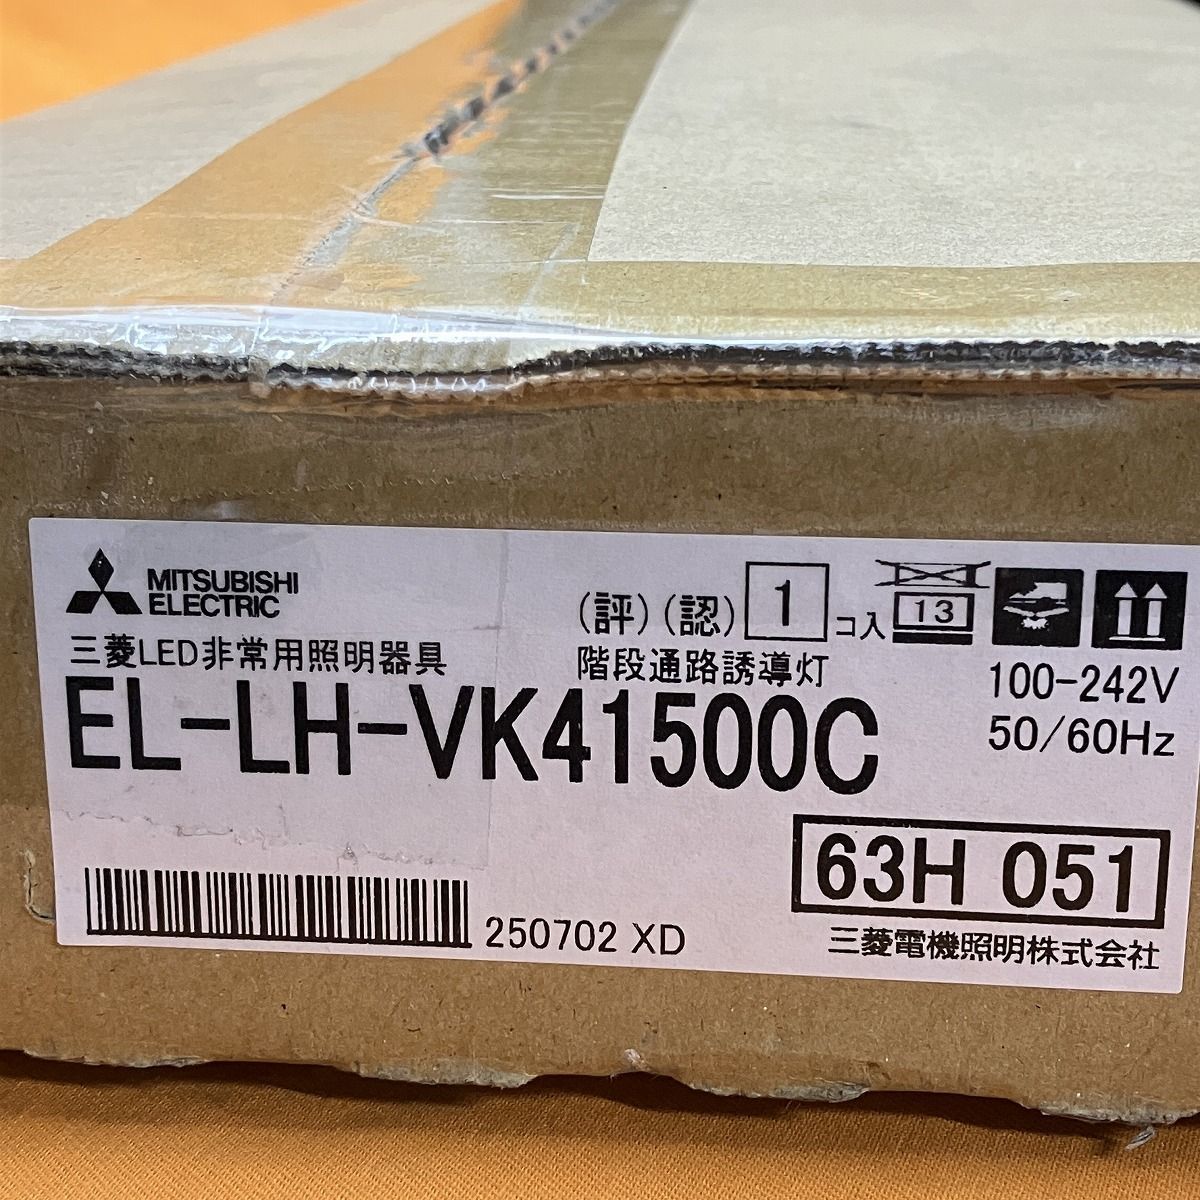 MITSUBISHI
ELECTRIC
三菱LED非常用照明器具
(評)(認) 1 コ入
13
階段通路誘導灯
EL-LH-VK41500C
100-242V
50/60Hz
63H 051
250702 XD
三菱電機照明株式会社